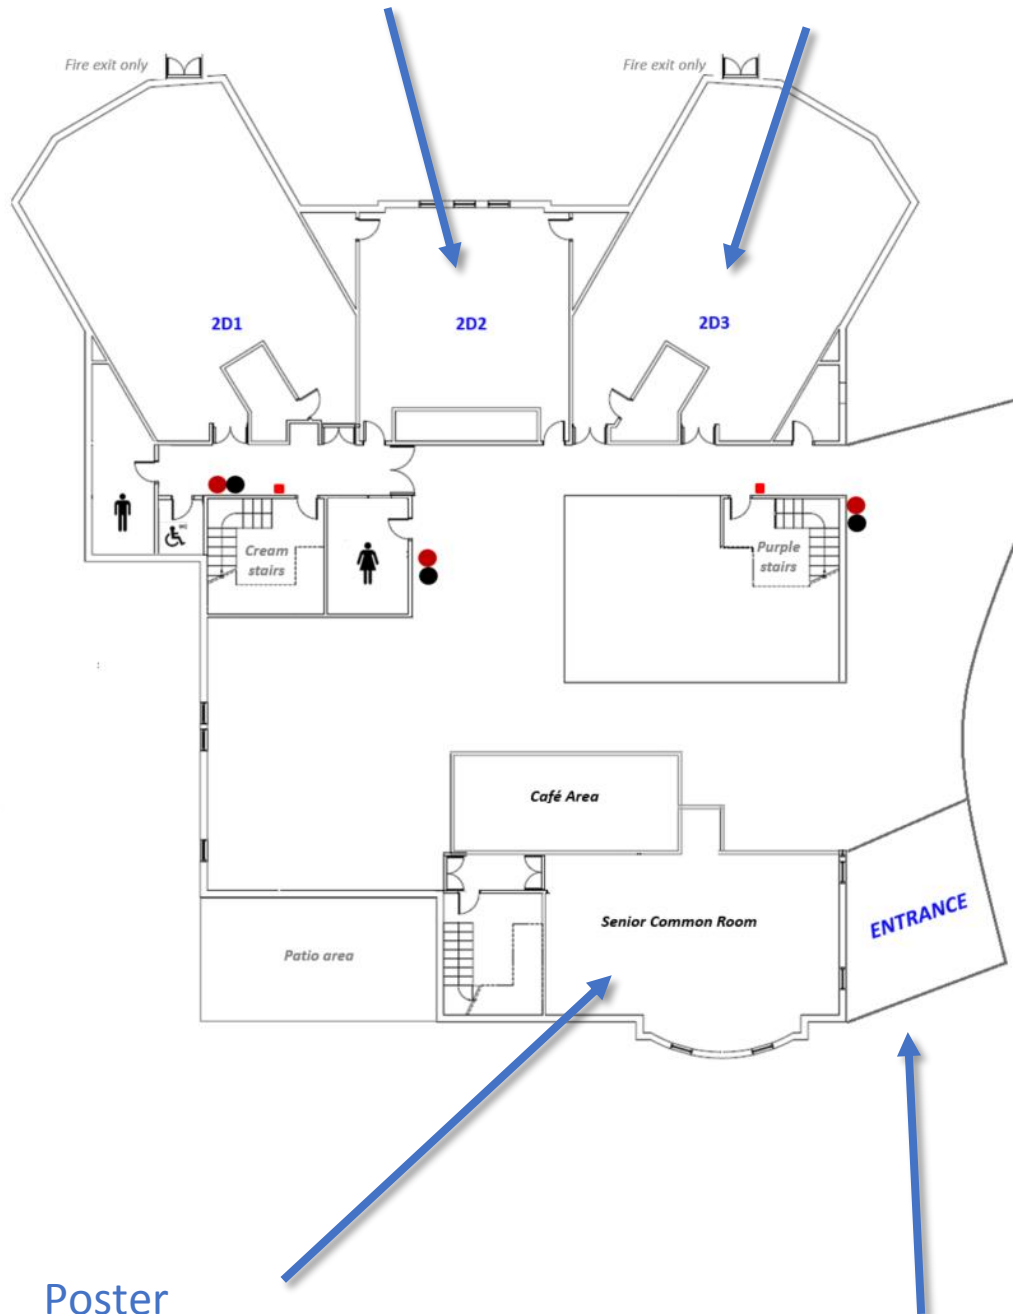 Fire exit only
Fire exit only
2D1
2D2
2D3
Cream
stairs
Purple
stairs
Café Area
Senior Common Room
ENTRANCE
Patio area
Poster